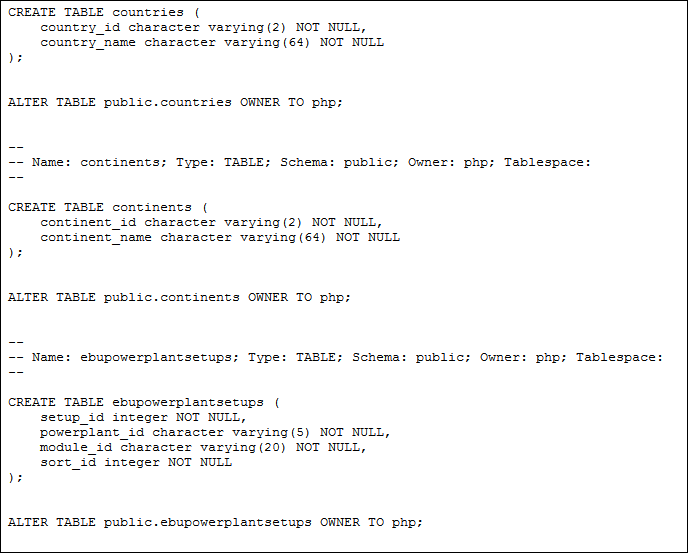 CREATE TABLE countries (
    country_id character varying(2) NOT NULL,
    country_name character varying(64) NOT NULL
);
ALTER TABLE public.countries OWNER TO php;
--
-- Name: continents; Type: TABLE; Schema: public; Owner: php; Tablespace:
--
CREATE TABLE continents (
    continent_id character varying(2) NOT NULL,
    continent_name character varying(64) NOT NULL
);
ALTER TABLE public.continents OWNER TO php;
--
-- Name: ebupowerplantsetups; Type: TABLE; Schema: public; Owner: php; Tablespace:
--
CREATE TABLE ebupowerplantsetups (
    setup_id integer NOT NULL,
    powerplant_id character varying(5) NOT NULL,
    module_id character varying(20) NOT NULL,
    sort_id integer NOT NULL
);
ALTER TABLE public.ebupowerplantsetups OWNER TO php;